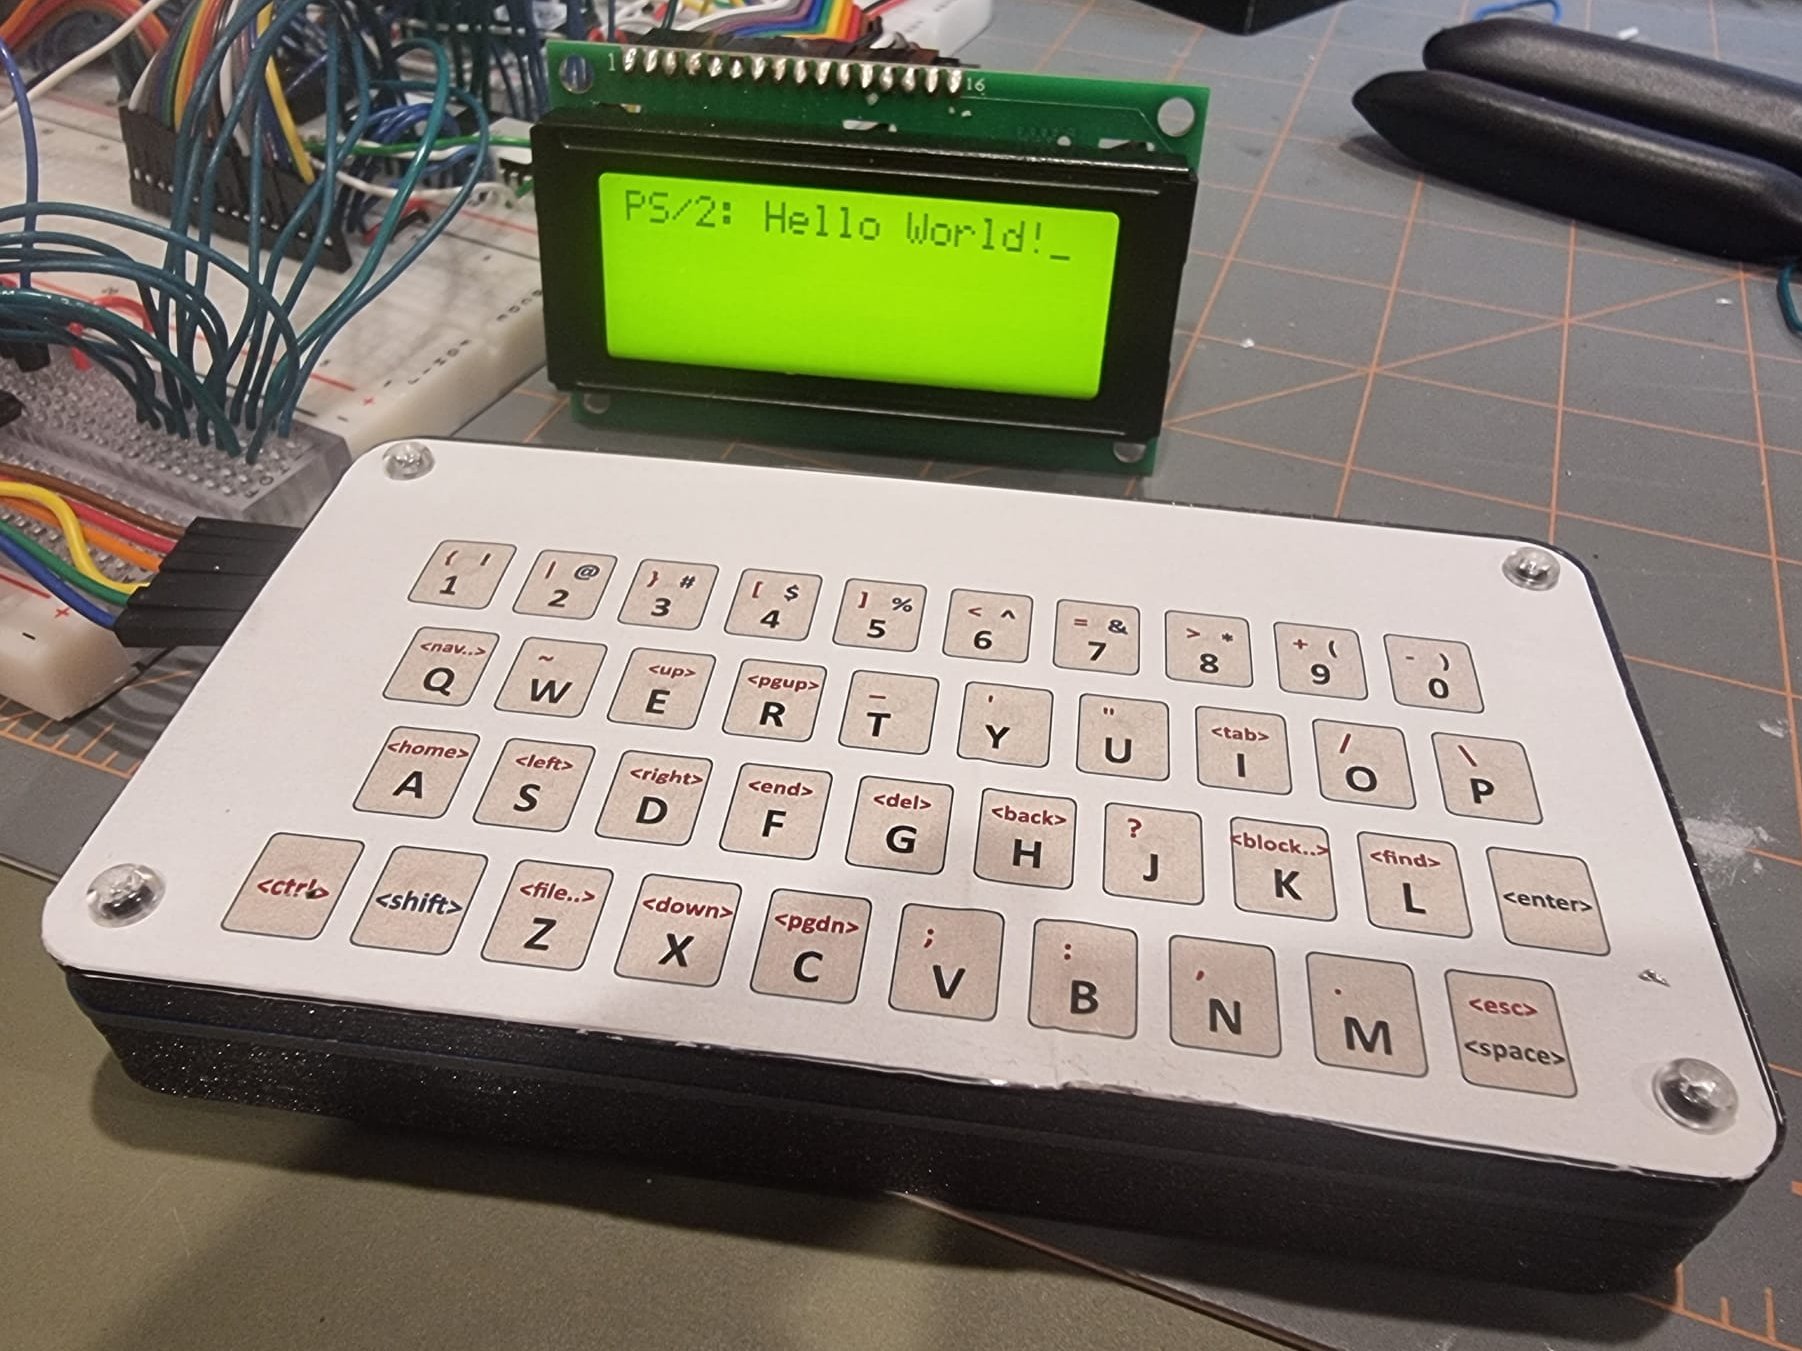 1 16
PS/2: Hello World!_
{ ! | @ } # [ $ ] % < ^ = & > * + ( - )
1 2 3 4 5 6 7 8 9 0
<nav..> ~ <up> <pgup> _ ' " <tab> / \
Q W E R T Y U I O P
<home> <left> <right> <end> <del> <back> ? <block..> <find>
A S D F G H J K L <enter>
<ctrl> <shift> <file..> <down> <pgdn> ; : , . <esc>
Z X C V B N M <space>